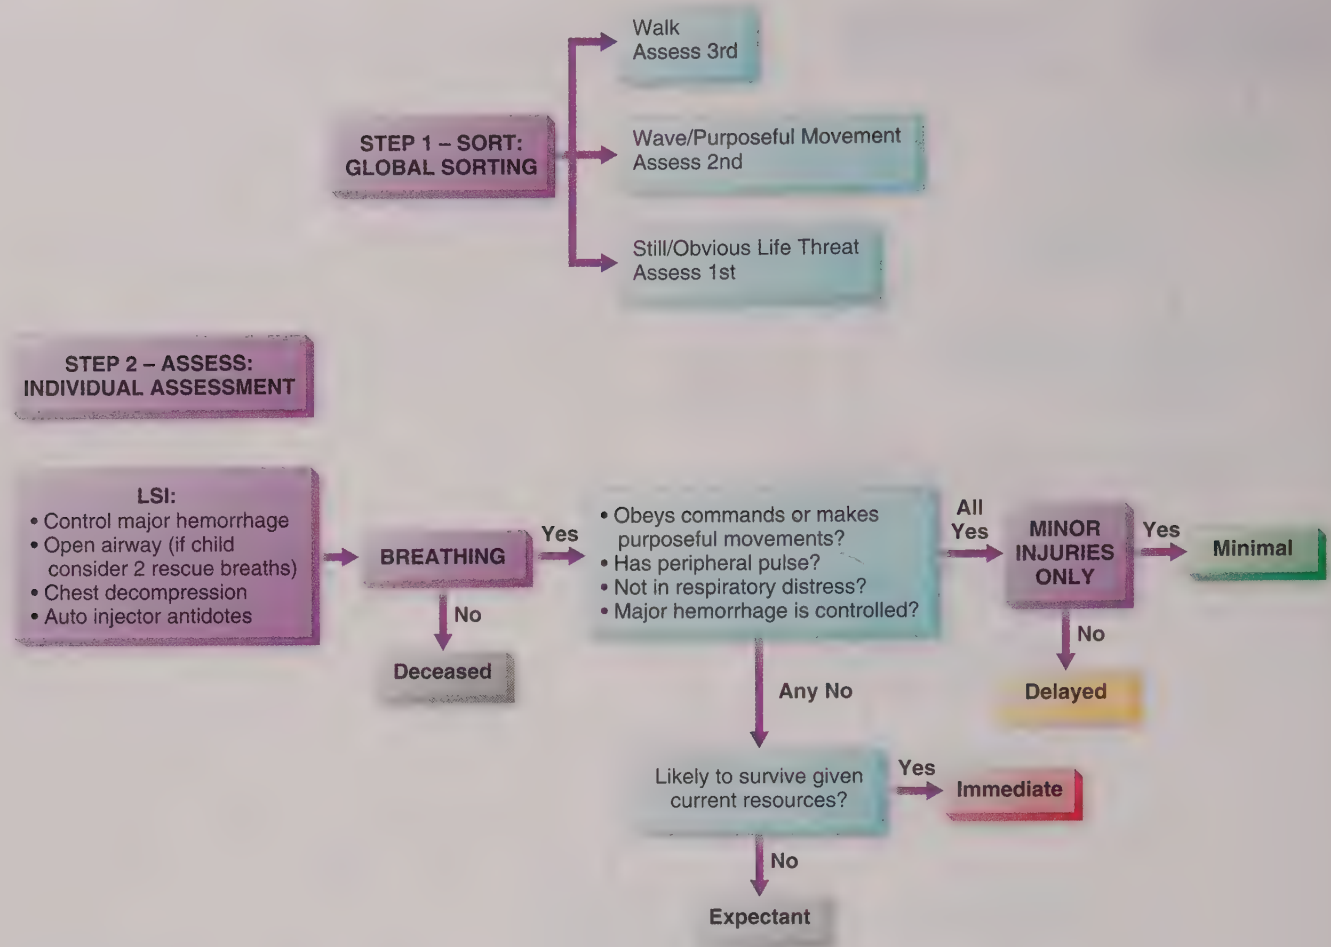 Walk
Assess 3rd
STEP 1 – SORT:
GLOBAL SORTING
Wave/Purposeful Movement
Assess 2nd
Still/Obvious Life Threat
Assess 1st
STEP 2 – ASSESS:
INDIVIDUAL ASSESSMENT
LSI:
• Control major hemorrhage
• Open airway (if child
consider 2 rescue breaths)
• Chest decompression
• Auto injector antidotes
BREATHING
Yes
No
Deceased
• Obeys commands or makes
purposeful movements?
• Has peripheral pulse?
• Not in respiratory distress?
• Major hemorrhage is controlled?
All
Yes
MINOR
INJURIES
ONLY
Yes
Minimal
No
Delayed
Any No
Likely to survive given
current resources?
Yes
Immediate
No
Expectant